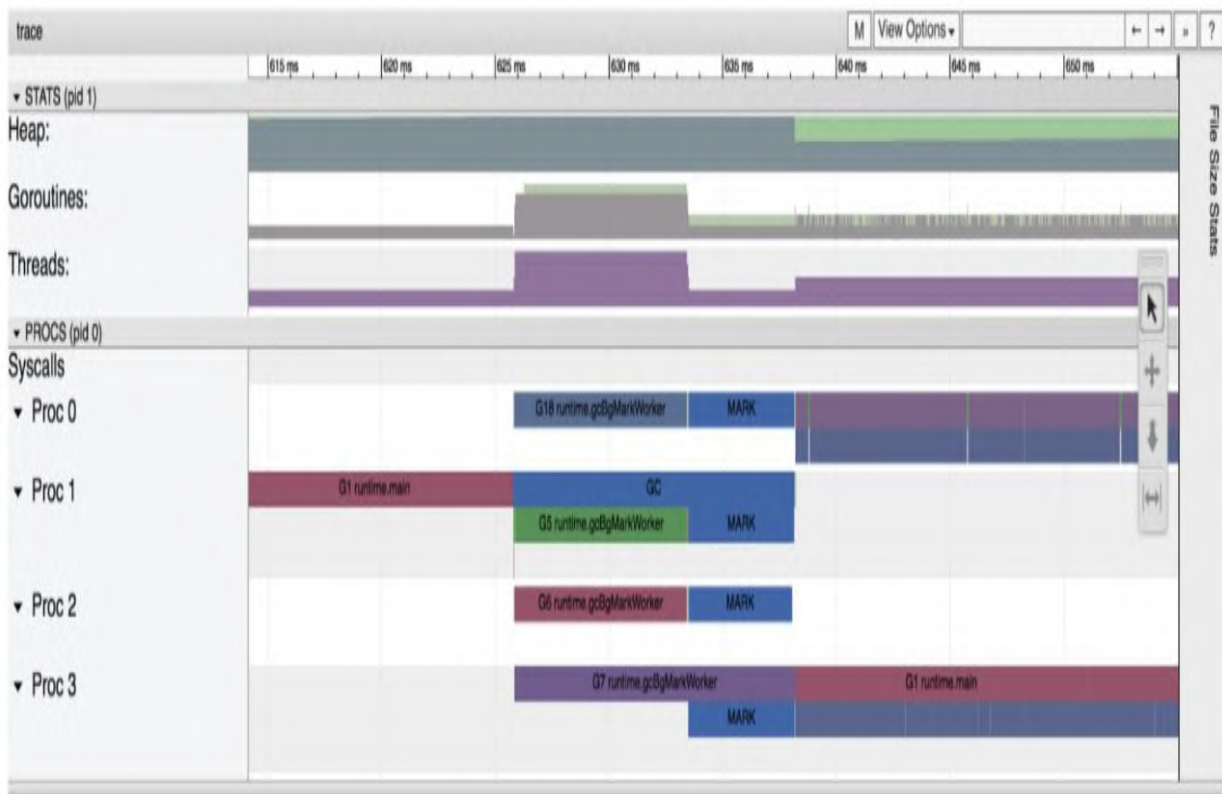 trace
M View Options ▾ ← → » ?
615 ms 620 ms 625 ms 630 ms 635 ms 640 ms 645 ms 650 ms
▾ STATS (pid 1)
Heap:
Goroutines:
Threads:
▾ PROCS (pid 0)
Syscalls
▾ Proc 0
G18 runtime.gcBgMarkWorker MARK
▾ Proc 1
G1 runtime.main GC
G5 runtime.gcBgMarkWorker MARK
▾ Proc 2
G6 runtime.gcBgMarkWorker MARK
▾ Proc 3
G7 runtime.gcBgMarkWorker G1 runtime.main
MARK
File Size Stats